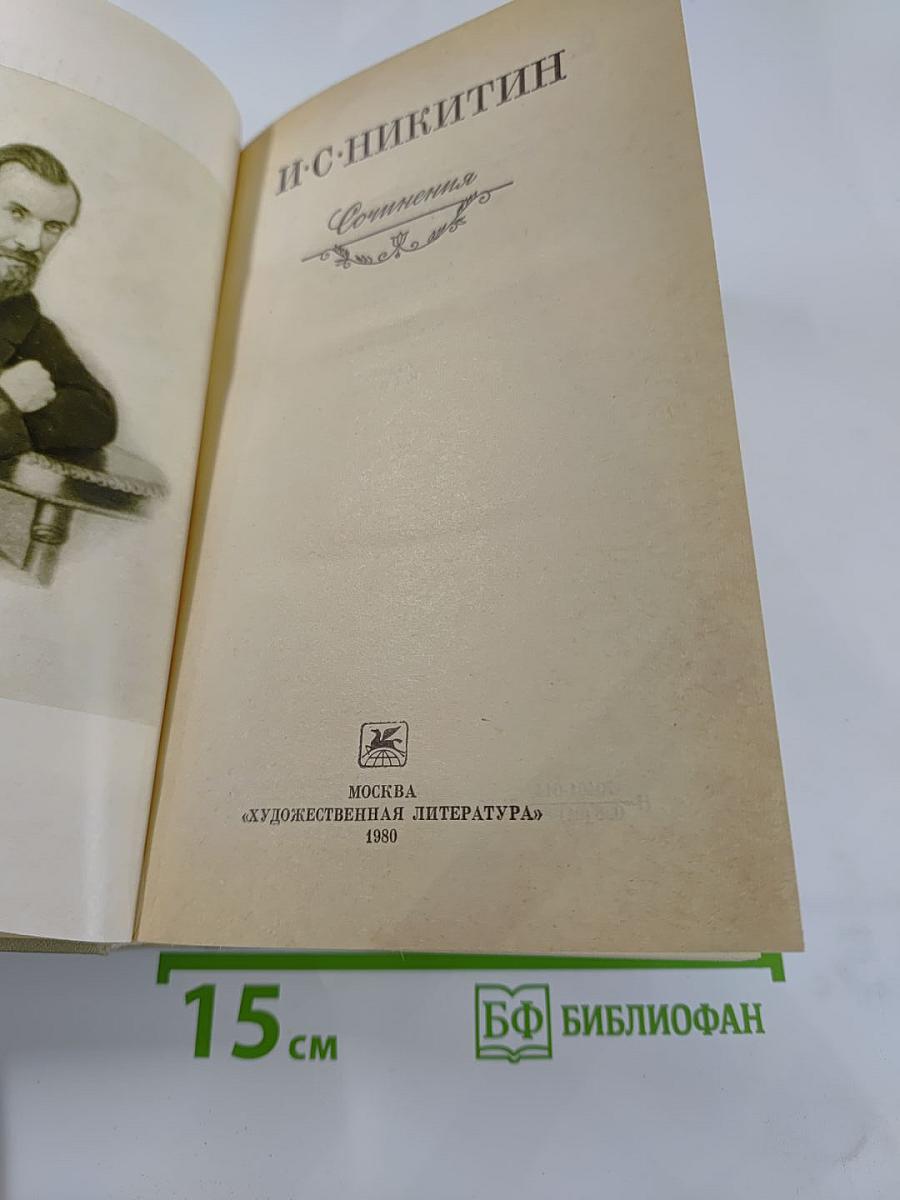 И·С·НИКИТИН
Сочинения
МОСКВА
«ХУДОЖЕСТВЕННАЯ ЛИТЕРАТУРА»
1980
15 см
БФ БИБЛИОФАН